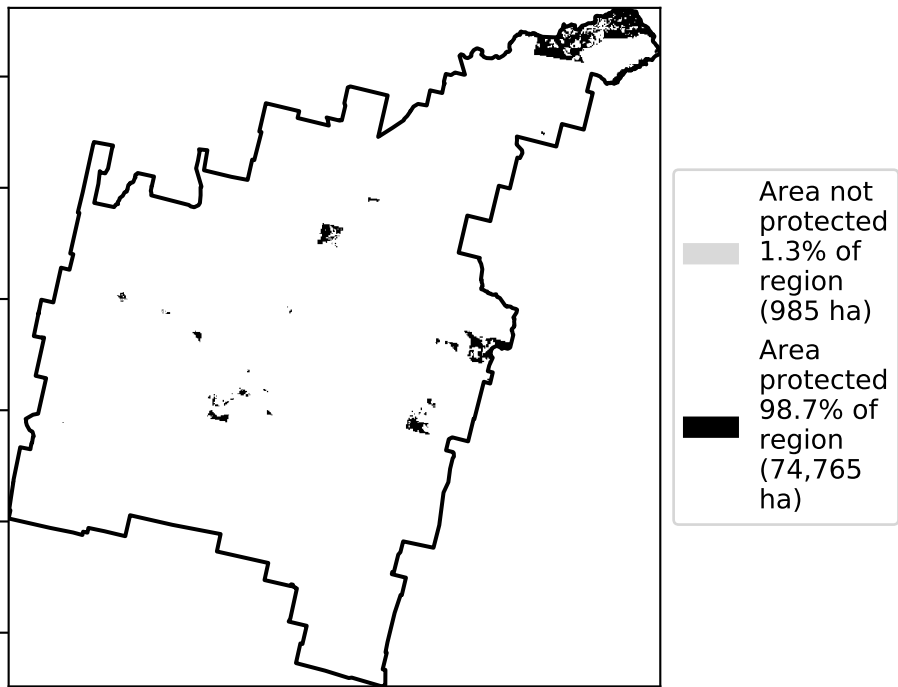 Area not
protected
1.3% of
region
(985 ha)
Area
protected
98.7% of
region
(74,765
ha)